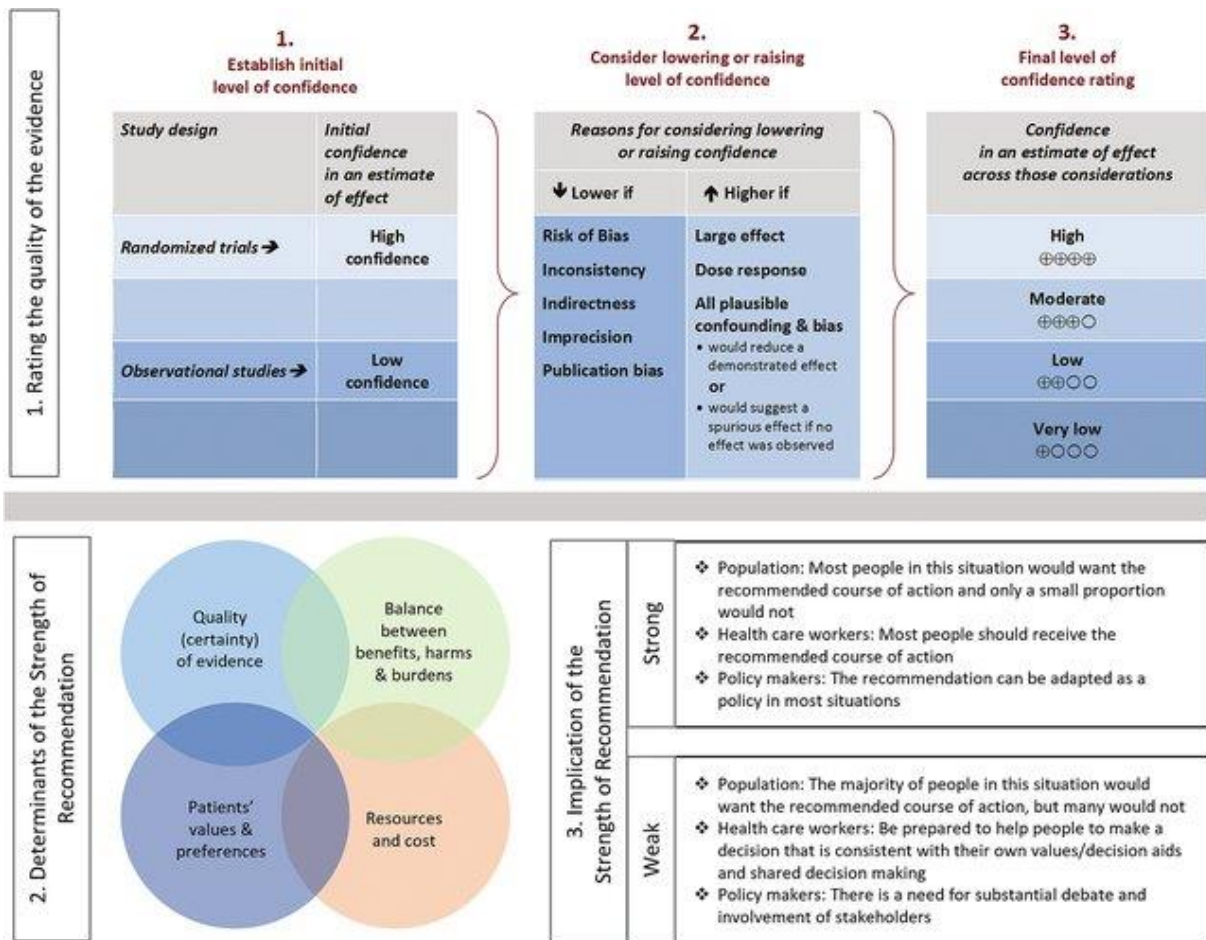 1. Rating the quality of the evidence
1.
Establish initial
level of confidence
Study design
Initial
confidence
in an estimate
of effect
Randomized trials ➔
High
confidence
Observational studies ➔
Low
confidence
2.
Consider lowering or raising
level of confidence
Reasons for considering lowering
or raising confidence
🡇 Lower if
Risk of Bias
Inconsistency
Indirectness
Imprecision
Publication bias
🡅 Higher if
Large effect
Dose response
All plausible
confounding & bias
• would reduce a
demonstrated effect
or
• would suggest a
spurious effect if no
effect was observed
3.
Final level of
confidence rating
Confidence
in an estimate of effect
across those considerations
High
⊕⊕⊕⊕
Moderate
⊕⊕⊕○
Low
⊕⊕○○
Very low
⊕○○○
2. Determinants of the Strength of
Recommendation
Quality
(certainty)
of evidence
Balance
between
benefits, harms
& burdens
Patients'
values &
preferences
Resources
and cost
3. Implication of the
Strength of Recommendation
Strong
❖ Population: Most people in this situation would want the
recommended course of action and only a small proportion
would not
❖ Health care workers: Most people should receive the
recommended course of action
❖ Policy makers: The recommendation can be adapted as a
policy in most situations
Weak
❖ Population: The majority of people in this situation would
want the recommended course of action, but many would not
❖ Health care workers: Be prepared to help people to make a
decision that is consistent with their own values/decision aids
and shared decision making
❖ Policy makers: There is a need for substantial debate and
involvement of stakeholders